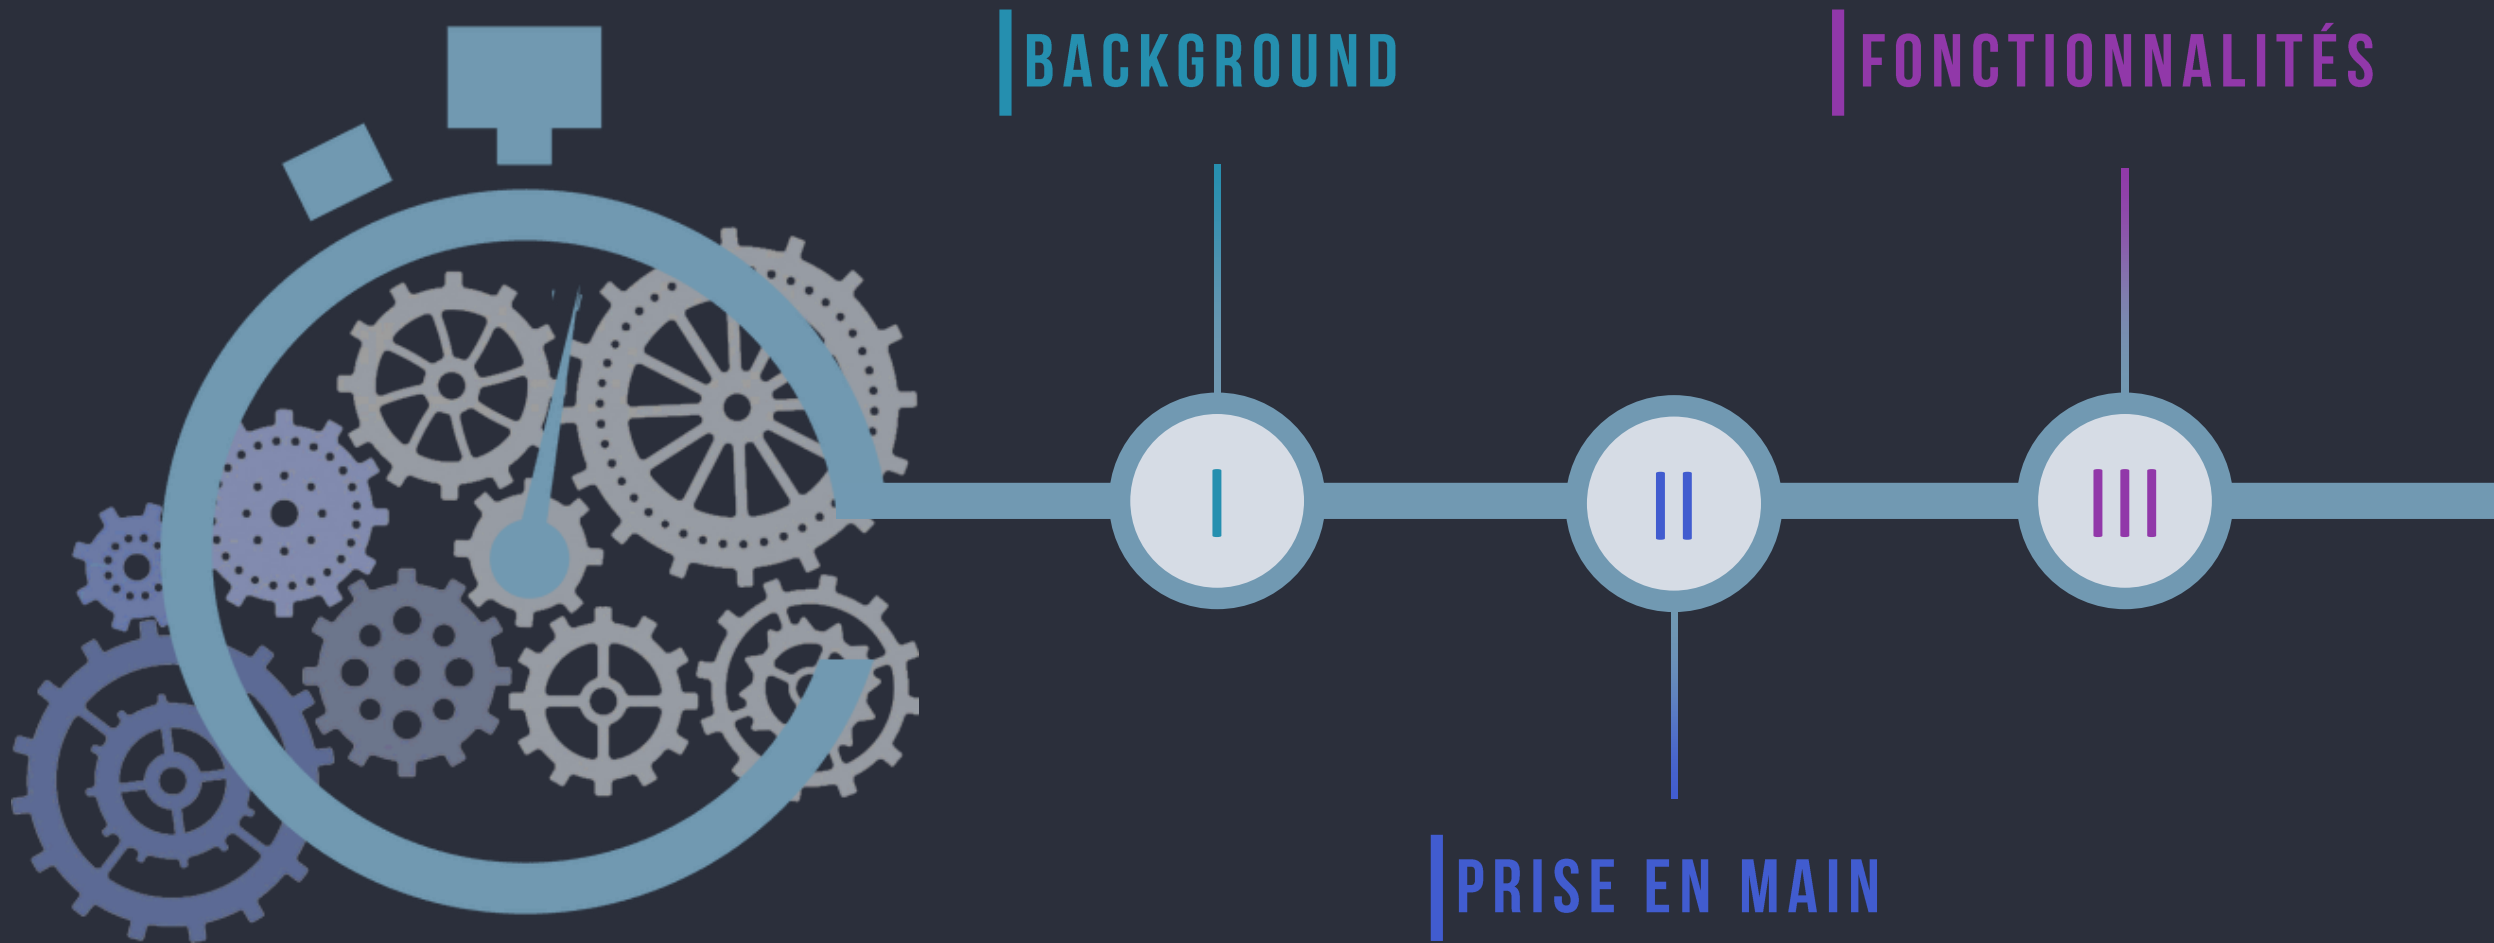 BACKGROUND
FONCTIONNALITÉS
I
II
III
PRISE EN MAIN